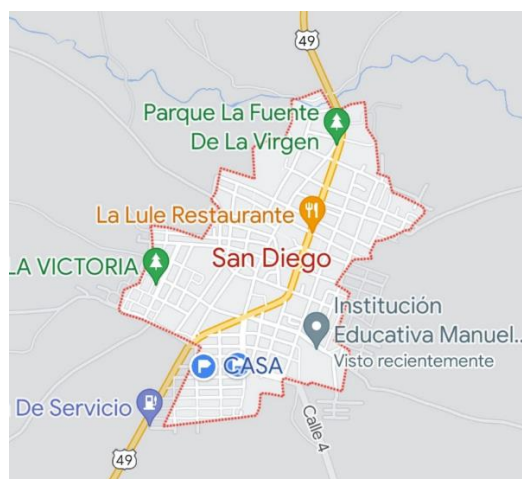 49
Parque La Fuente
De La Virgen
La Lule Restaurante
LA VICTORIA
San Diego
Institución
Educativa Manuel..
Visto recientemente
CASA
De Servicio
Calle 4
49